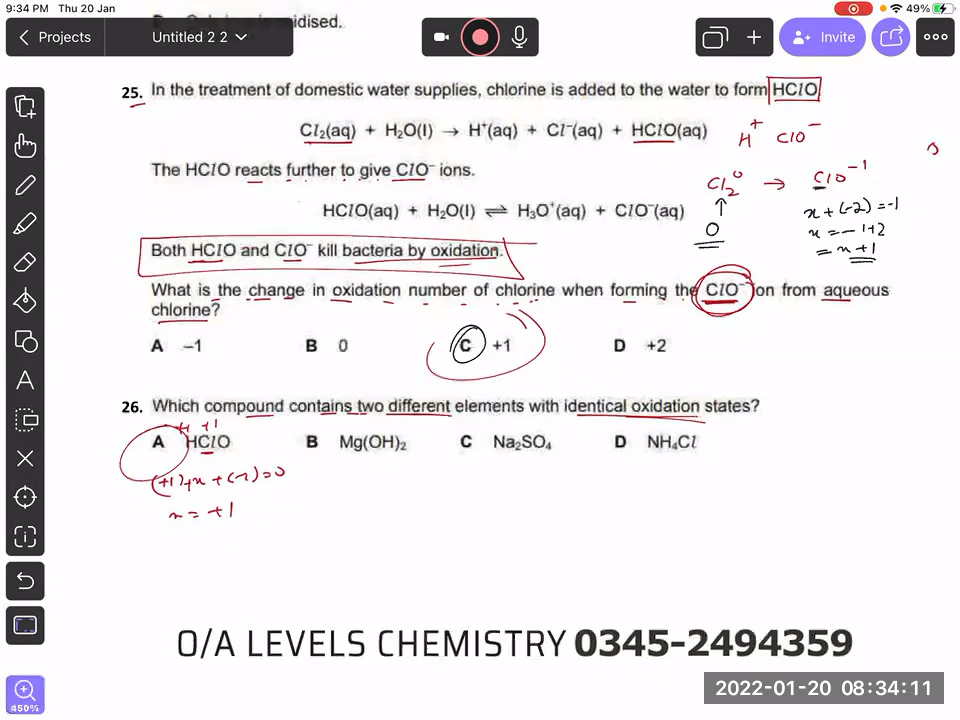 9:34 PM Thu 20 Jan
49%
idised.
Projects
Untitled 2 2
Invite
25. In the treatment of domestic water supplies, chlorine is added to the water to form HClO
Cl₂(aq) + H₂O(l) → H⁺(aq) + Cl⁻(aq) + HClO(aq)
H⁺ ClO⁻
The HClO reacts further to give ClO⁻ ions.
Cl₂⁰ → ClO⁻¹
HClO(aq) + H₂O(l) ⇌ H₃O⁺(aq) + ClO⁻(aq)
x + (-2) = -1
0
x = -1+2
= x +1
Both HClO and ClO⁻ kill bacteria by oxidation.
What is the change in oxidation number of chlorine when forming the ClO⁻ ion from aqueous
chlorine?
A –1 B 0 C +1 D +2
26. Which compound contains two different elements with identical oxidation states?
+1 +1
A HClO B Mg(OH)₂ C Na₂SO₄ D NH₄Cl
(+1)+x + (-2) = 0
x = +1
O/A LEVELS CHEMISTRY 0345-2494359
2022-01-20 08:34:11
450%